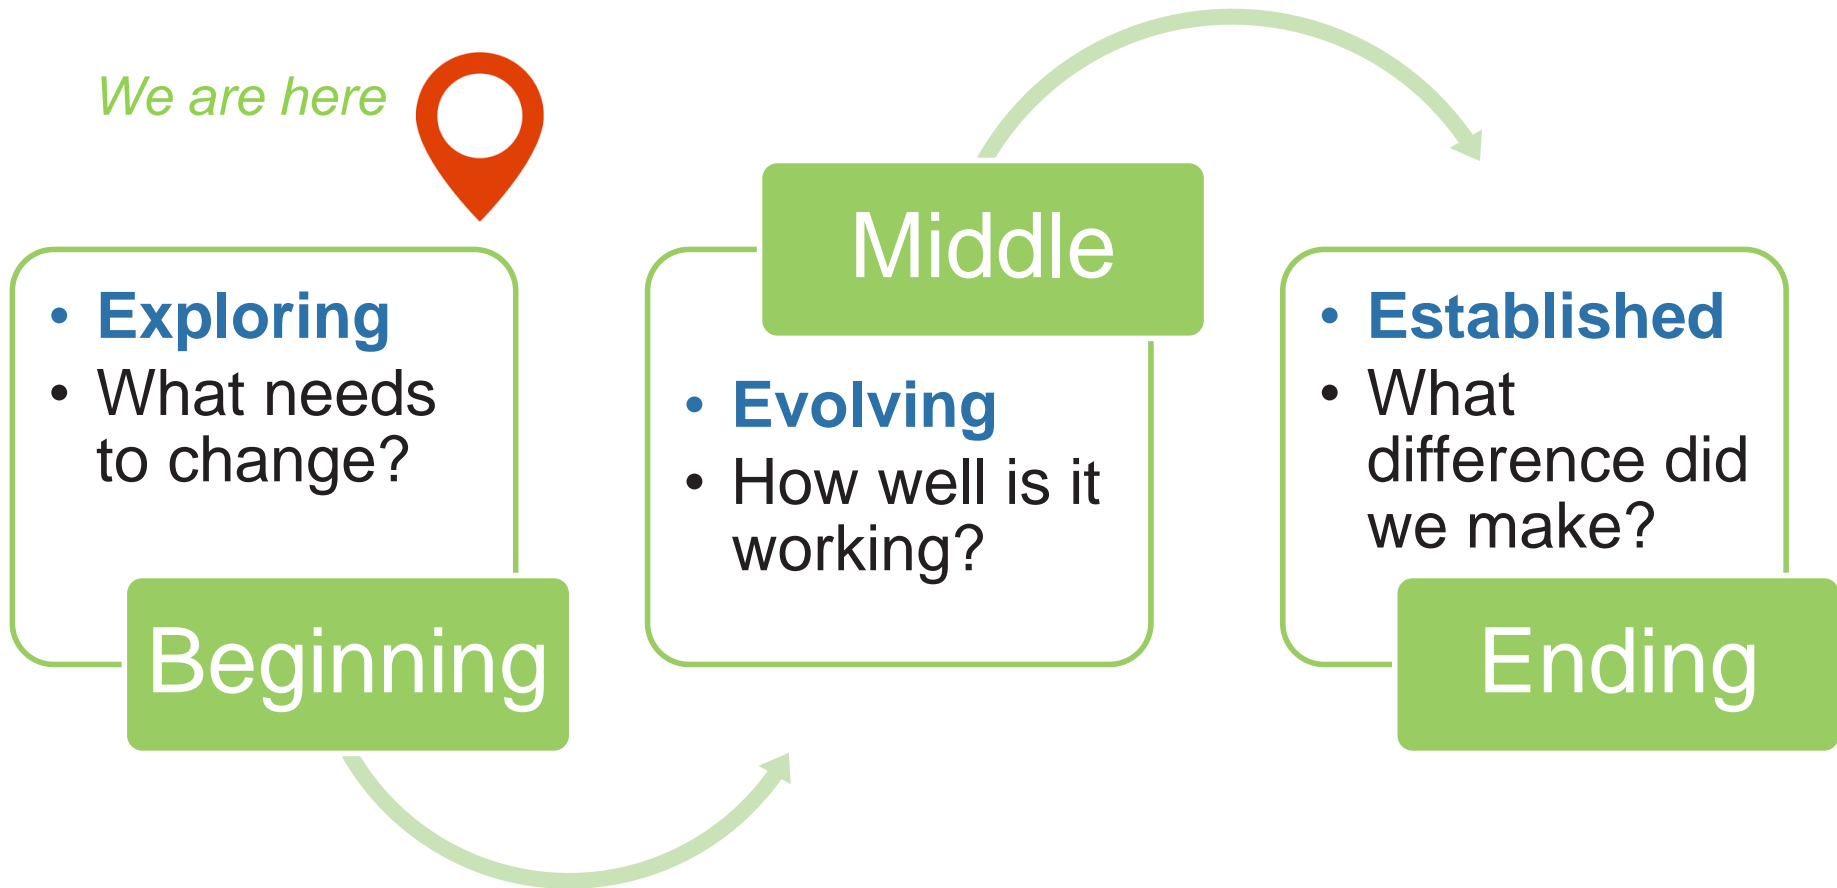 We are here
• Exploring
• What needs
to change?
Beginning
Middle
• Evolving
• How well is it
working?
• Established
• What
difference did
we make?
Ending